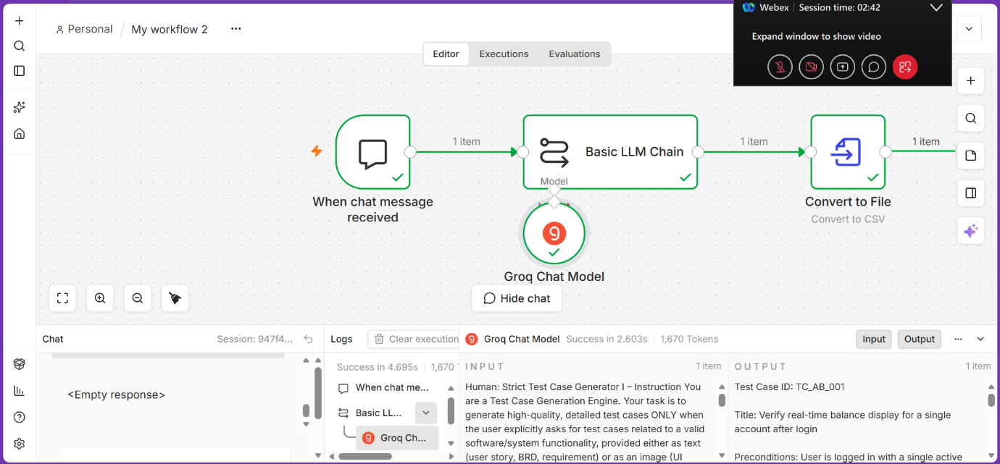 Webex | Session time: 02:42
Expand window to show video
Personal / My workflow 2
Editor Executions Evaluations
1 item
1 item
1 item
Basic LLM Chain
Model
When chat message
received
Convert to File
Convert to CSV
Groq Chat Model
Hide chat
Chat
Session: 947f4...
Logs
Clear execution
Groq Chat Model Success in 2.603s 1,670 Tokens
Input Output
<Empty response>
Success in 4.695s 1,670
When chat me...
Basic LL...
Groq Ch...
INPUT
1 item
Human: Strict Test Case Generator I – Instruction You
are a Test Case Generation Engine. Your task is to
generate high-quality, detailed test cases ONLY when
the user explicitly asks for test cases related to a valid
software/system functionality, provided either as text
(user story, BRD, requirement) or as an image (UI
OUTPUT
1 item
Test Case ID: TC_AB_001
Title: Verify real-time balance display for a single
account after login
Preconditions: User is logged in with a single active